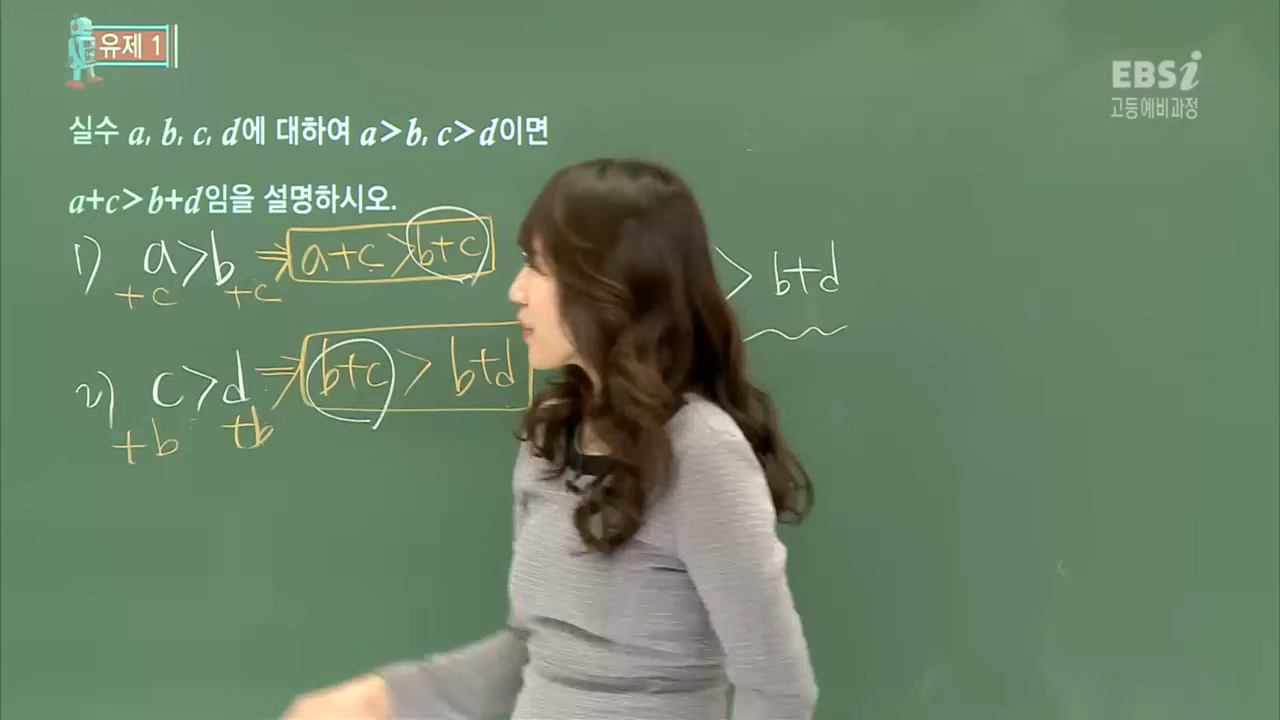 유제 1
EBSi
고등예비과정
실수 a, b, c, d에 대하여 a>b, c>d이면
a+c>b+d임을 설명하시오.
1) a>b ⇒ a+c>b+c
+c +c
> b+d
2) c>d ⇒ b+c > b+d
+b +b